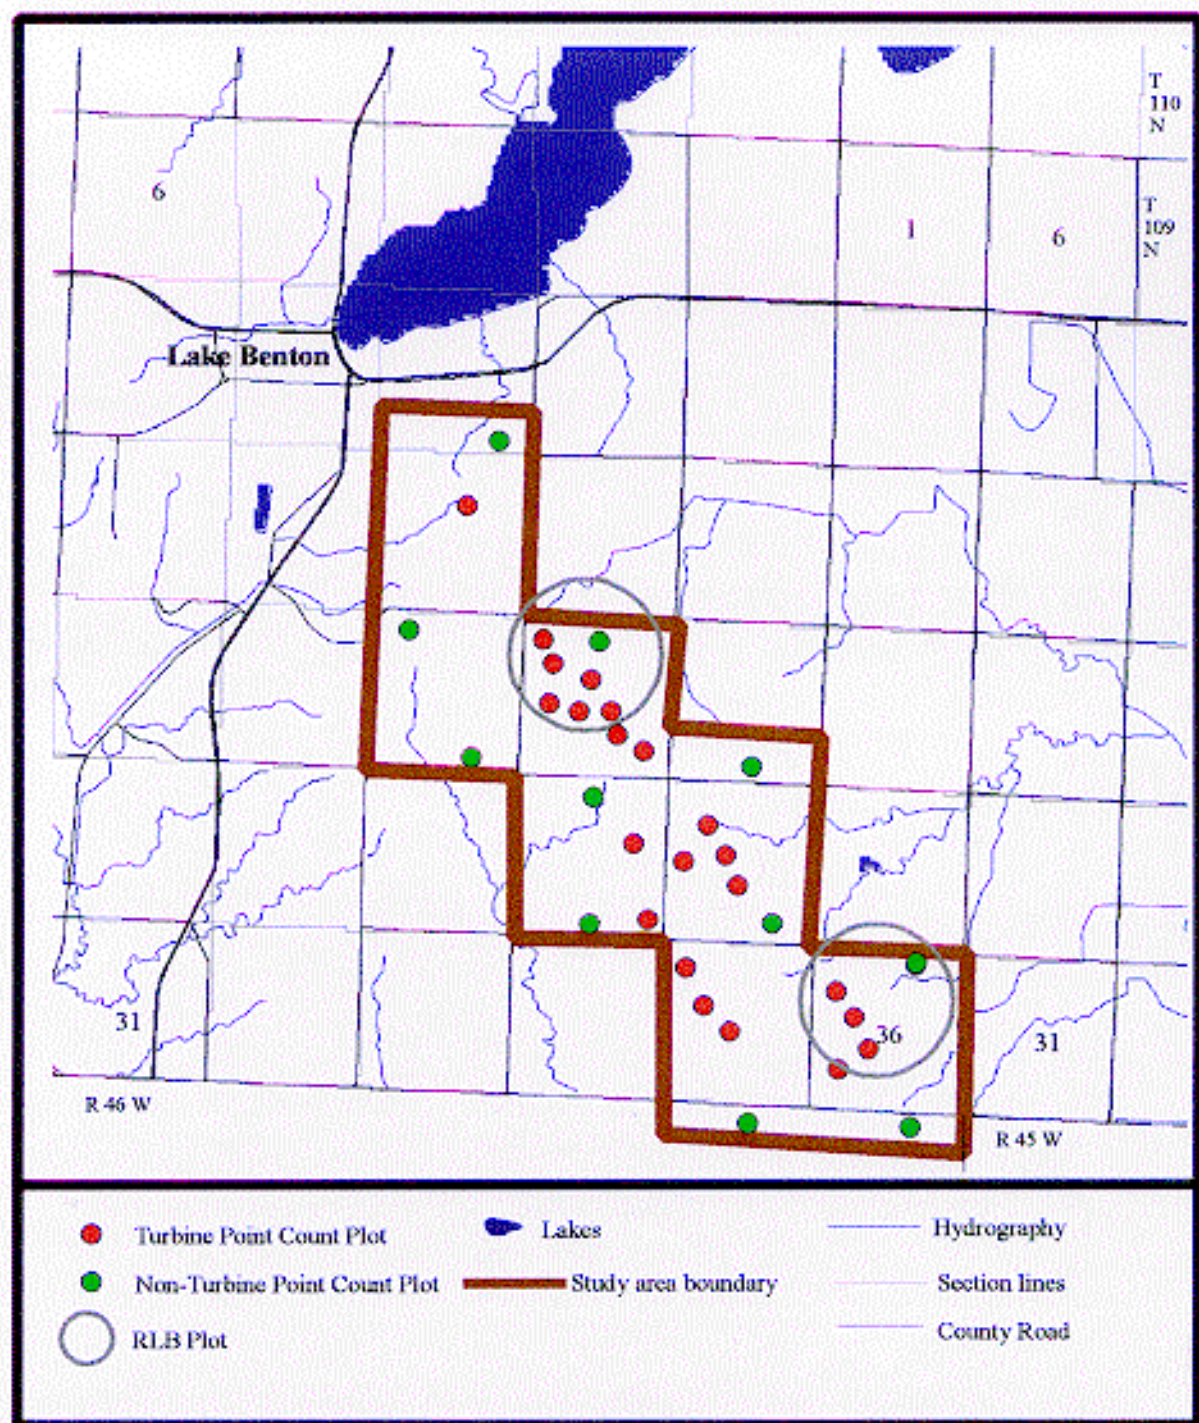 T
110
N
6
T
109
N
1
6
Lake Benton
31
36
31
R 46 W
R 45 W
Turbine Point Count Plot
Lakes
Hydrography
Non-Turbine Point Count Plot
Study area boundary
Section lines
RLB Plot
County Road